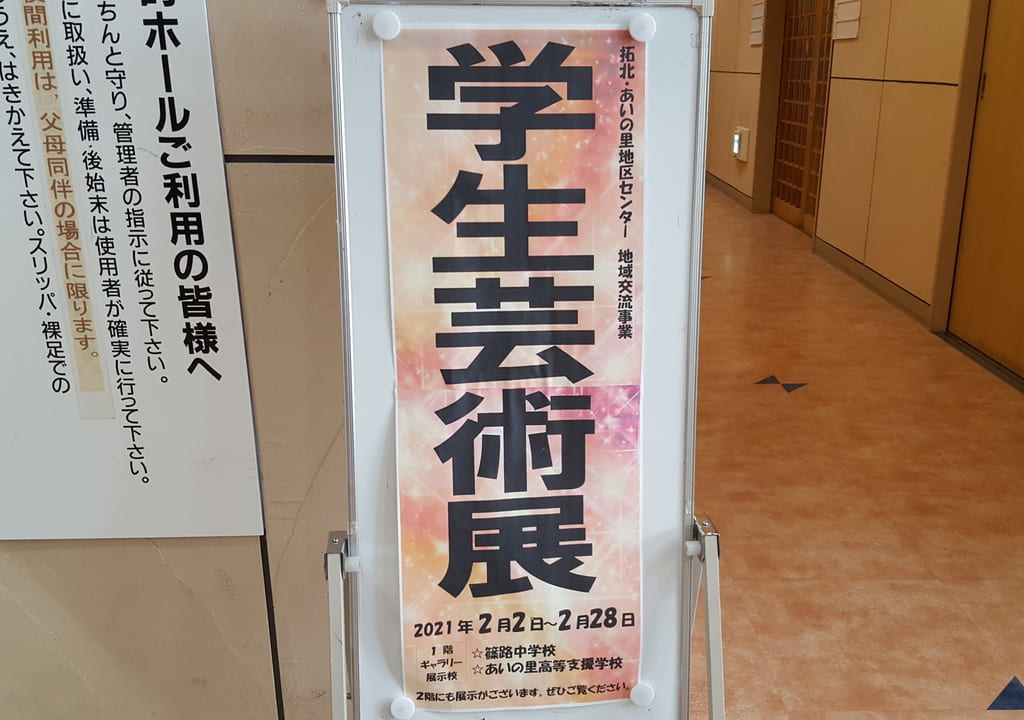 拓北・あいの里地区センター 地域交流事業
学生芸術展
2021年2月2日〜2月28日
1階
ギャラリー
展示校
☆篠路中学校
☆あいの里高等支援学校
2階にも展示がございます。ぜひご覧ください。
ホールご利用の皆様へ
ちんと守り、管理者の指示に従って下さい。
に取扱い、準備・後始末は使用者が確実に行って下さい。
間利用は、父母同伴の場合に限ります。
うえ、はきかえて下さい。スリッパ・裸足での